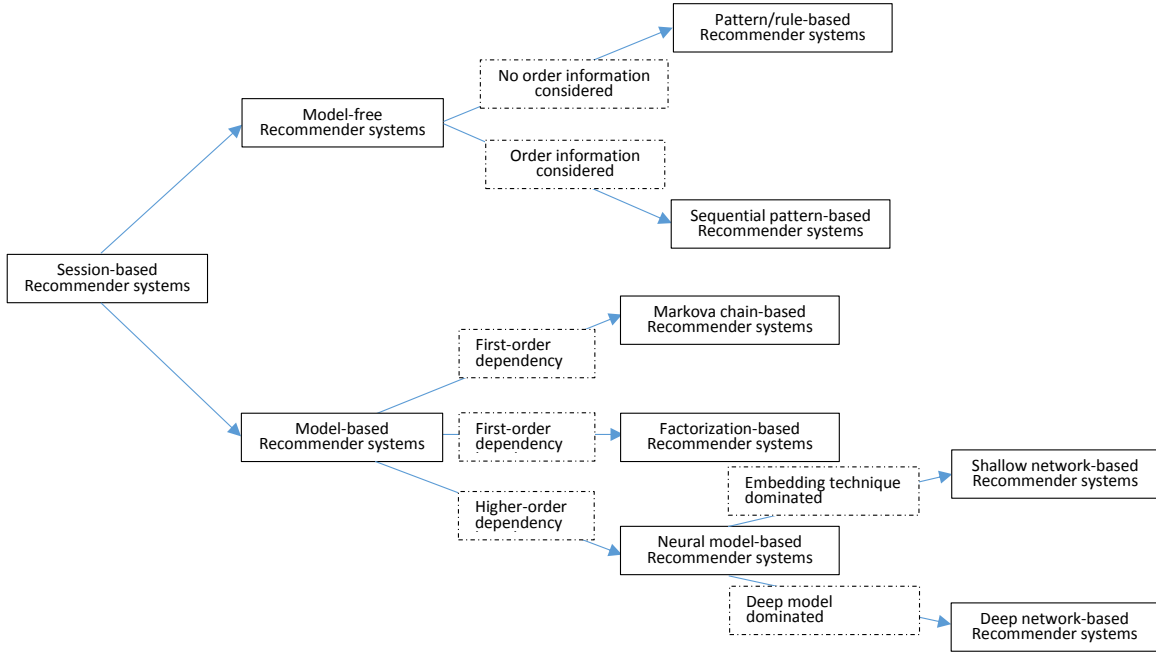 Pattern/rule-based
Recommender systems
No order information
considered
Model-free
Recommender systems
Order information
considered
Sequential pattern-based
Recommender systems
Session-based
Recommender systems
Markova chain-based
Recommender systems
First-order
dependency
Model-based
Recommender systems
First-order
dependency
Factorization-based
Recommender systems
Embedding technique
dominated
Shallow network-based
Recommender systems
Higher-order
dependency
Neural model-based
Recommender systems
Deep model
dominated
Deep network-based
Recommender systems